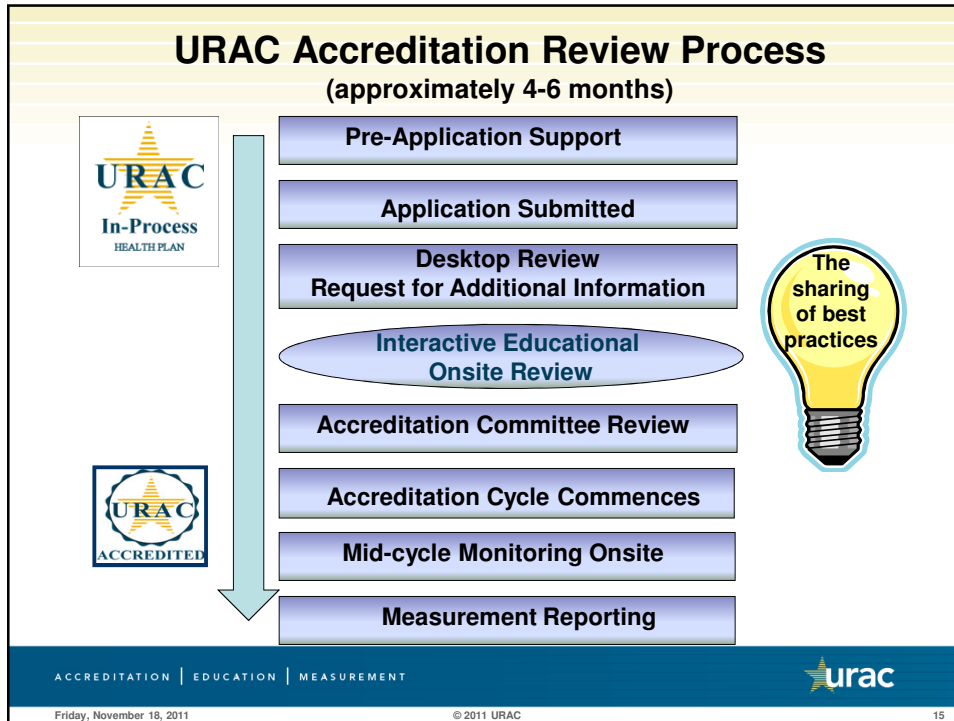 URAC Accreditation Review Process
(approximately 4-6 months)
URAC
In-Process
HEALTH PLAN
Pre-Application Support
Application Submitted
Desktop Review
Request for Additional Information
Interactive Educational
Onsite Review
The
sharing
of best
practices
Accreditation Committee Review
Accreditation Cycle Commences
URAC
ACCREDITED
Mid-cycle Monitoring Onsite
Measurement Reporting
ACCREDITATION | EDUCATION | MEASUREMENT
urac
Friday, November 18, 2011
© 2011 URAC
15